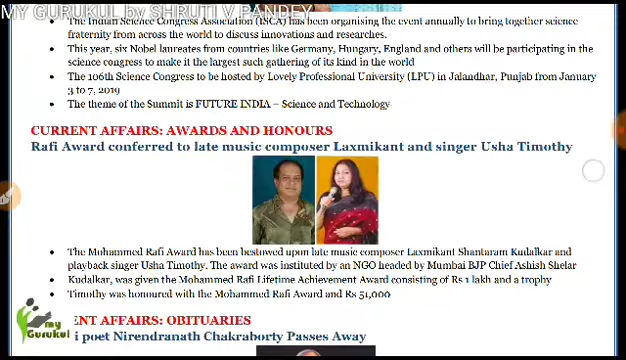 MY GURUKUL by SHRUTI V PANDEY
• The Indian Science Congress Association (ISCA) has been organising the event annually to bring together science
fraternity from across the world to discuss innovations and researches.
• This year, six Nobel laureates from countries like Germany, Hungary, England and others will be participating in the
science congress to make it the largest such gathering of its kind in the world
• The 106th Science Congress to be hosted by Lovely Professional University (LPU) in Jalandhar, Punjab from January
3 to 7, 2019
• The theme of the Summit is FUTURE INDIA – Science and Technology
CURRENT AFFAIRS: AWARDS AND HONOURS
Rafi Award conferred to late music composer Laxmikant and singer Usha Timothy
• The Mohammed Rafi Award has been bestowed upon late music composer Laxmikant Shantaram Kudalkar and
playback singer Usha Timothy. The award was instituted by an NGO headed by Mumbai BJP Chief Ashish Shelar
• Kudalkar, was given the Mohammed Rafi Lifetime Achievement Award consisting of Rs 1 lakh and a trophy
• Timothy was honoured with the Mohammed Rafi Award and Rs 51,000
my
Gurukul
ENT AFFAIRS: OBITUARIES
i poet Nirendranath Chakraborty Passes Away